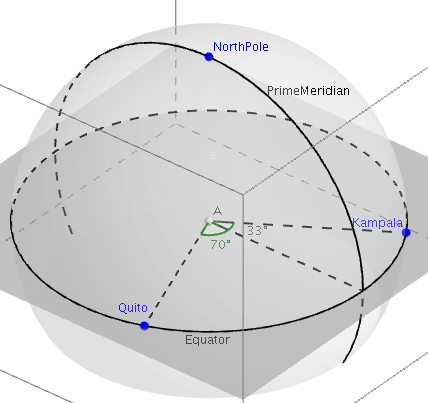 NorthPole
PrimeMeridian
a
A
Kampala
33°
70°
Quito
Equator